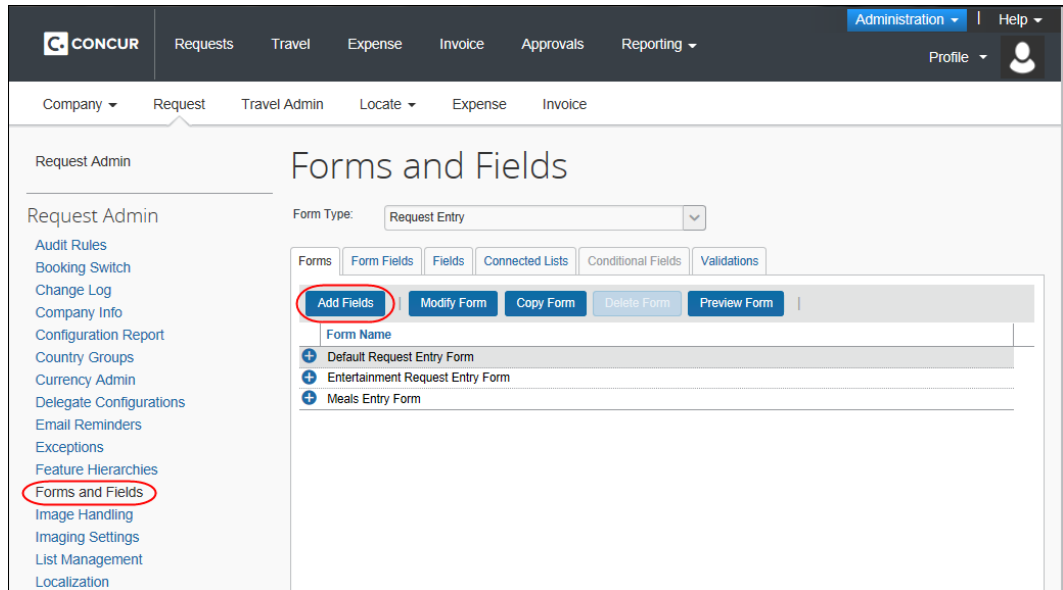 Administration | Help
C. CONCUR Requests Travel Expense Invoice Approvals Reporting
Profile
Company Request Travel Admin Locate Expense Invoice
Request Admin
Forms and Fields
Request Admin
Form Type: Request Entry
Audit Rules
Forms Form Fields Fields Connected Lists Conditional Fields Validations
Booking Switch
Change Log
Add Fields | Modify Form Copy Form Delete Form Preview Form |
Company Info
Configuration Report
Form Name
Country Groups
Default Request Entry Form
Currency Admin
Entertainment Request Entry Form
Delegate Configurations
Meals Entry Form
Email Reminders
Exceptions
Feature Hierarchies
Forms and Fields
Image Handling
Imaging Settings
List Management
Localization